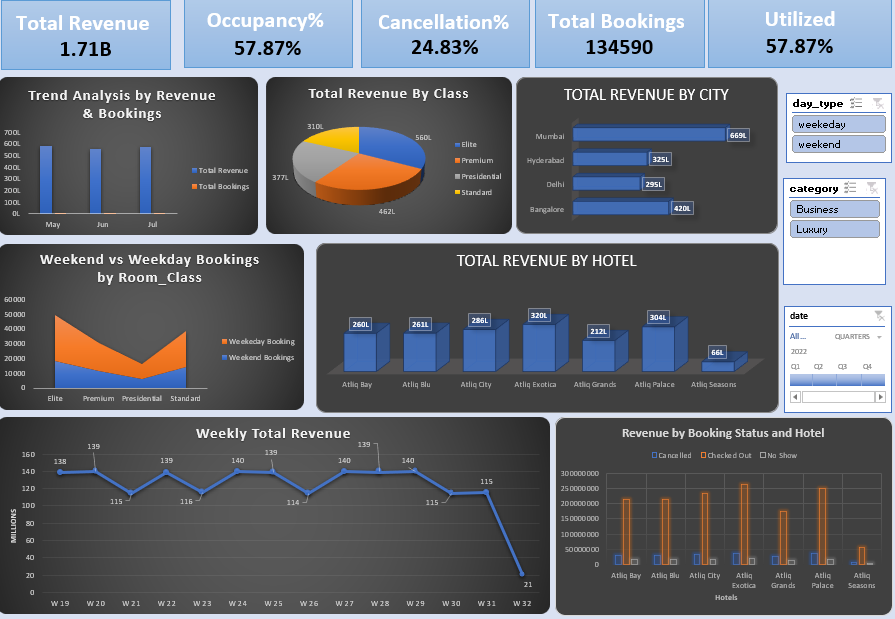 Total Revenue
1.71B
Occupancy%
57.87%
Cancellation%
24.83%
Total Bookings
134590
Utilized
57.87%
Trend Analysis by Revenue
& Bookings
700L
600L
500L
400L
300L
200L
100L
0L
May Jun Jul
Total Revenue
Total Bookings
Total Revenue By Class
310L
560L
377L
462L
Elite
Premium
Presidential
Standard
TOTAL REVENUE BY CITY
Mumbai 669L
Hyderabad 325L
Delhi 295L
Bangalore 420L
day_type
weekeday
weekend
category
Business
Luxury
Weekend vs Weekday Bookings
by Room_Class
60000
50000
40000
30000
20000
10000
0
Elite Premium Presidential Standard
Weekeday Booking
Weekend Bookings
TOTAL REVENUE BY HOTEL
260L 261L 286L 320L 212L 304L 66L
Atliq Bay Atliq Blu Atliq City Atliq Exotica Atliq Grands Atliq Palace Atliq Seasons
date
All... QUARTERS
2022
Q1 Q2 Q3 Q4
Weekly Total Revenue
MILLIONS
160
140
120
100
80
60
40
20
0
138 139 115 139 116 140 139 114 140 139 140 115 115 21
W 19 W 20 W 21 W 22 W 23 W 24 W 25 W 26 W 27 W 28 W 29 W 30 W 31 W 32
Revenue by Booking Status and Hotel
Cancelled Checked Out No Show
300000000
250000000
200000000
150000000
100000000
50000000
0
Atliq Bay Atliq Blu Atliq City Atliq Exotica Atliq Grands Atliq Palace Atliq Seasons
Hotels